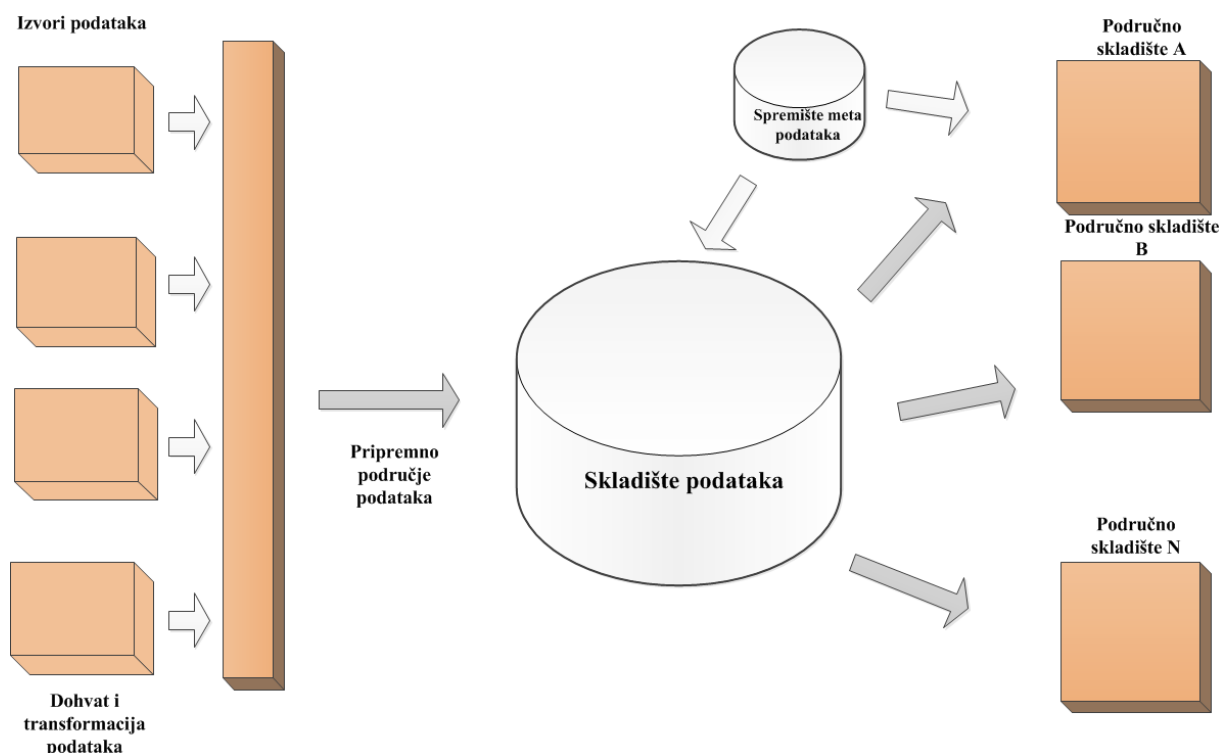 Izvori podataka
Dohvat i
transformacija
podataka
Pripremno
područje
podataka
Spremište meta
podataka
Skladište podataka
Područno
skladište A
Područno skladište
B
Područno
skladište N